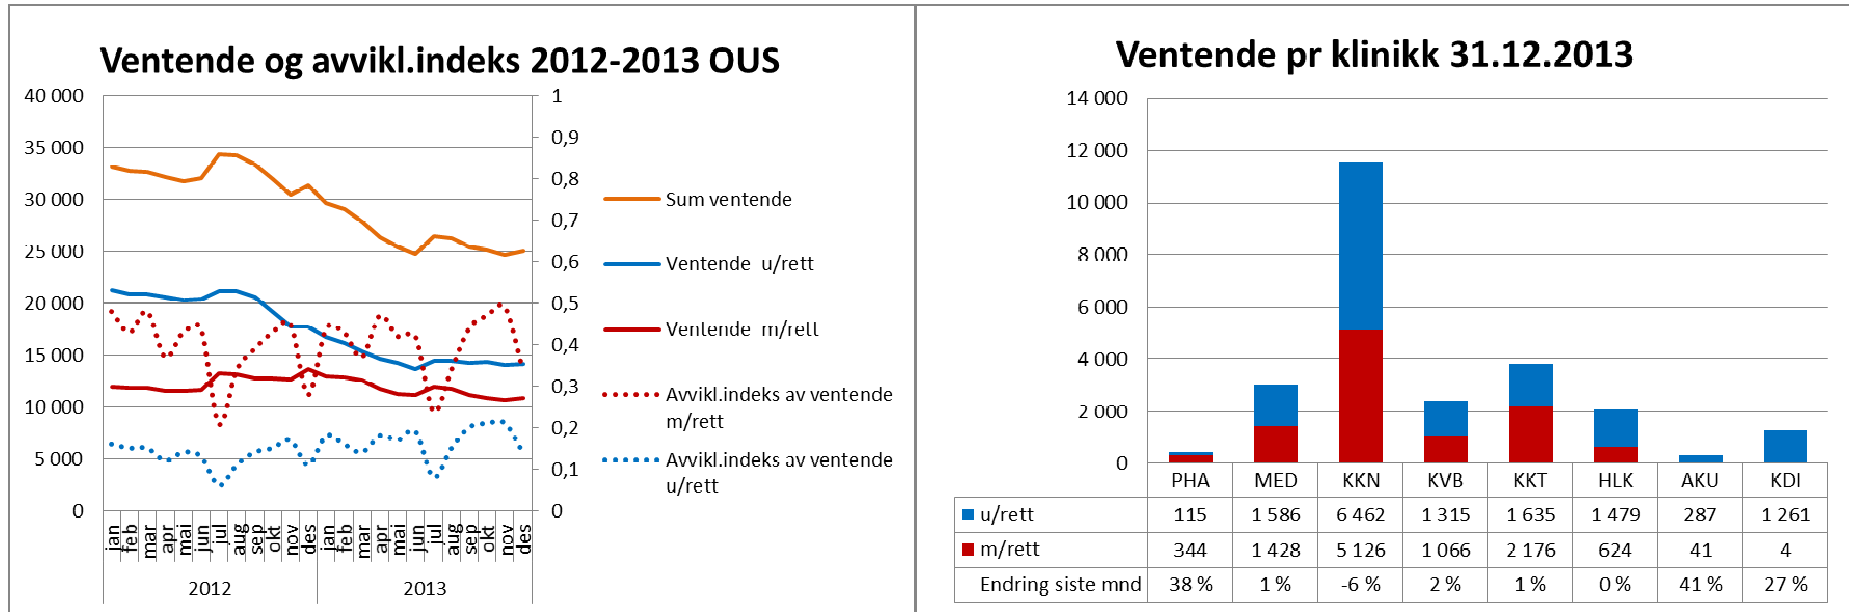 Ventende og avvikl.indeks 2012-2013 OUS
40 000
35 000
30 000
25 000
20 000
15 000
10 000
5 000
0
1
0,9
0,8
0,7
0,6
0,5
0,4
0,3
0,2
0,1
0
jan feb mar apr mai jun jul aug sep okt nov des jan feb mar apr mai jun jul aug sep okt nov des
2012 2013
Sum ventende
Ventende u/rett
Ventende m/rett
Avvikl.indeks av ventende
m/rett
Avvikl.indeks av ventende
u/rett
Ventende pr klinikk 31.12.2013
14 000
12 000
10 000
8 000
6 000
4 000
2 000
0
PHA MED KKN KVB KKT HLK AKU KDI
u/rett 115 1 586 6 462 1 315 1 635 1 479 287 1 261
m/rett 344 1 428 5 126 1 066 2 176 624 41 4
Endring siste mnd 38 % 1 % -6 % 2 % 1 % 0 % 41 % 27 %